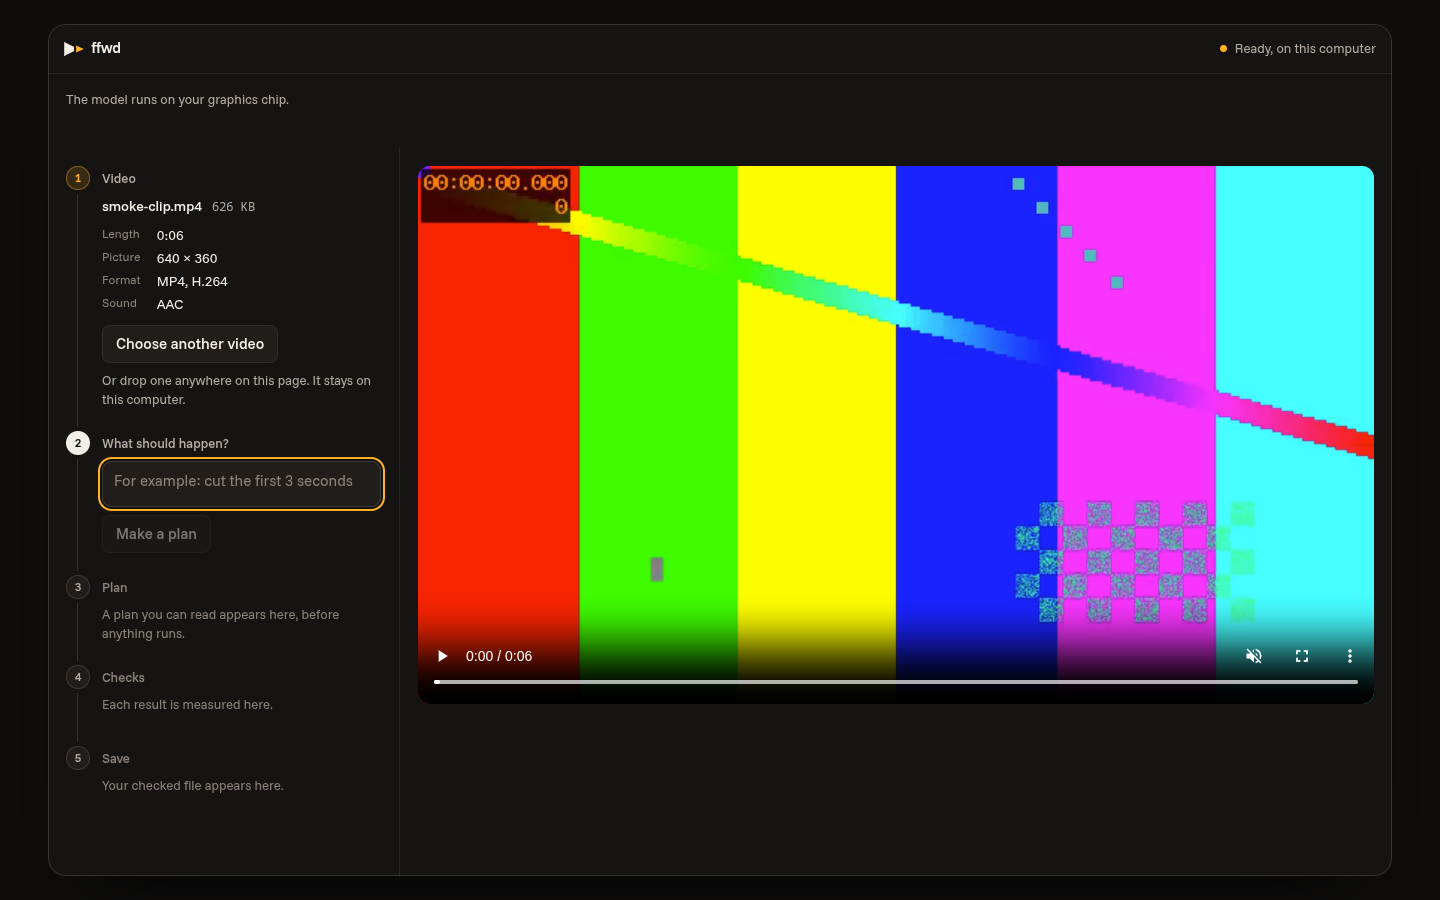 ffwd
Ready, on this computer
The model runs on your graphics chip.
1 Video
smoke-clip.mp4 626 KB
Length 0:06
Picture 640 × 360
Format MP4, H.264
Sound AAC
Choose another video
Or drop one anywhere on this page. It stays on
this computer.
2 What should happen?
For example: cut the first 3 seconds
Make a plan
3 Plan
A plan you can read appears here, before
anything runs.
4 Checks
Each result is measured here.
5 Save
Your checked file appears here.
00:00:00.000
0
0:00 / 0:06